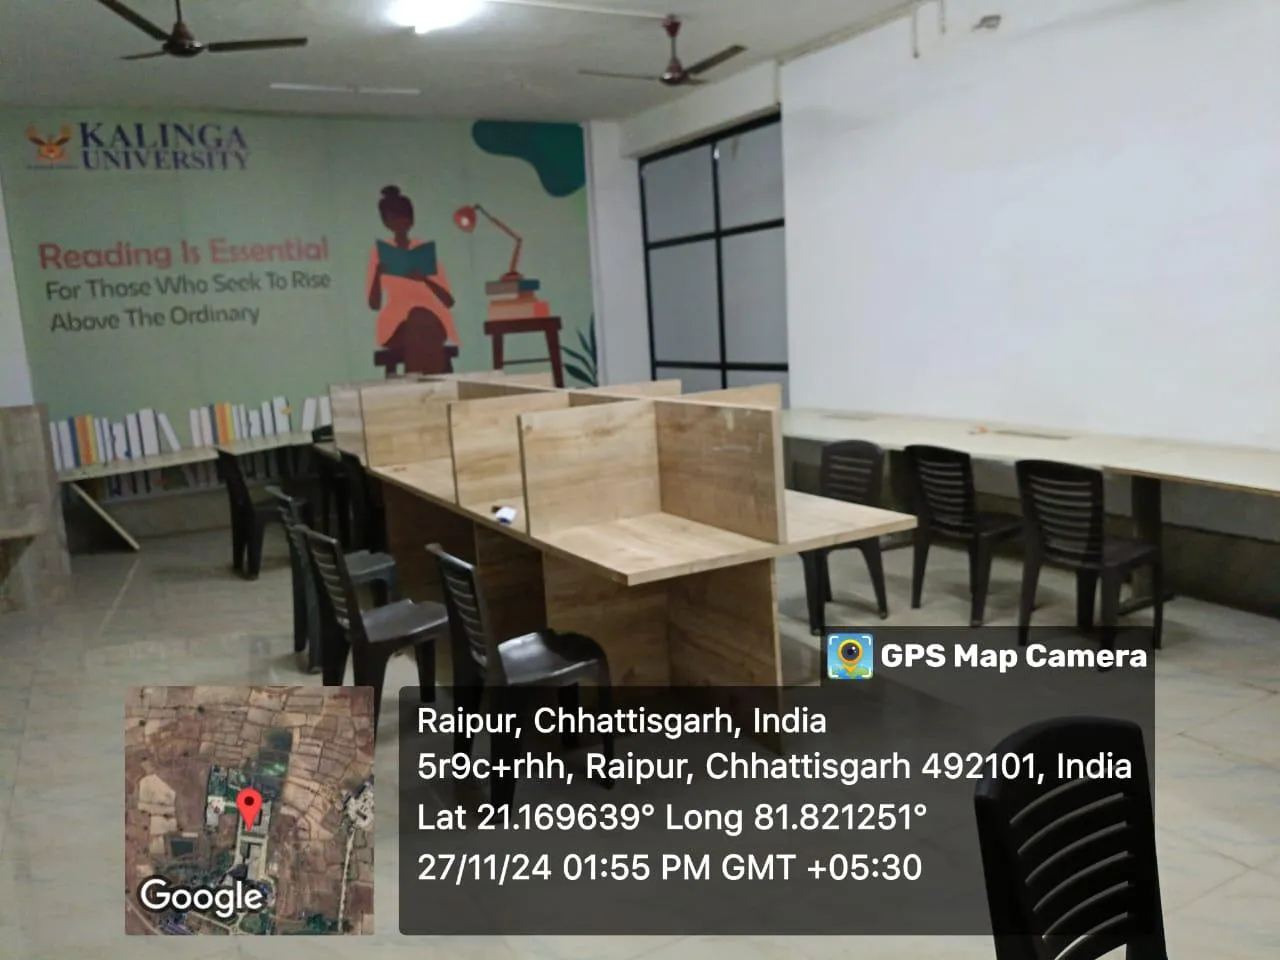 KALINGA
UNIVERSITY
Reading Is Essential
For Those Who Seek To Rise
Above The Ordinary
GPS Map Camera
Raipur, Chhattisgarh, India
5r9c+rhh, Raipur, Chhattisgarh 492101, India
Lat 21.169639° Long 81.821251°
27/11/24 01:55 PM GMT +05:30
Google